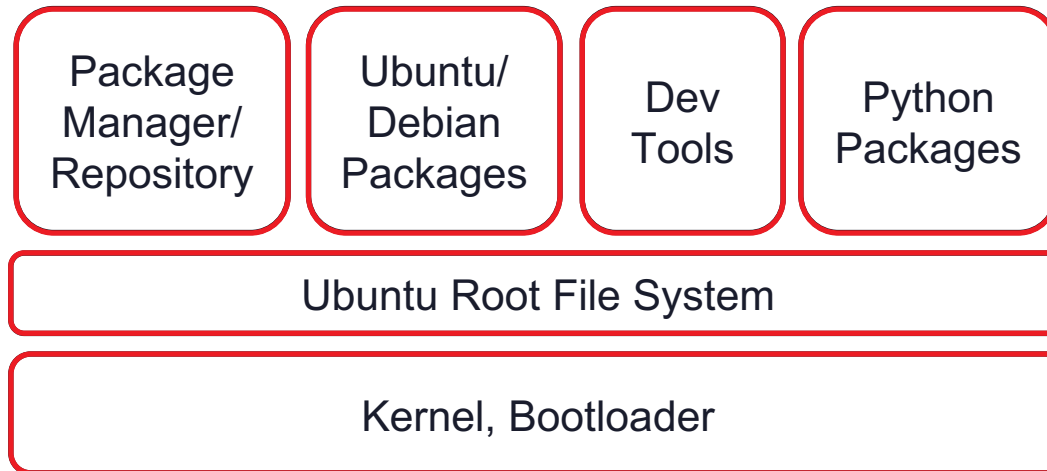 Package
Manager/
Repository
Ubuntu/
Debian
Packages
Dev
Tools
Python
Packages
Ubuntu Root File System
Kernel, Bootloader